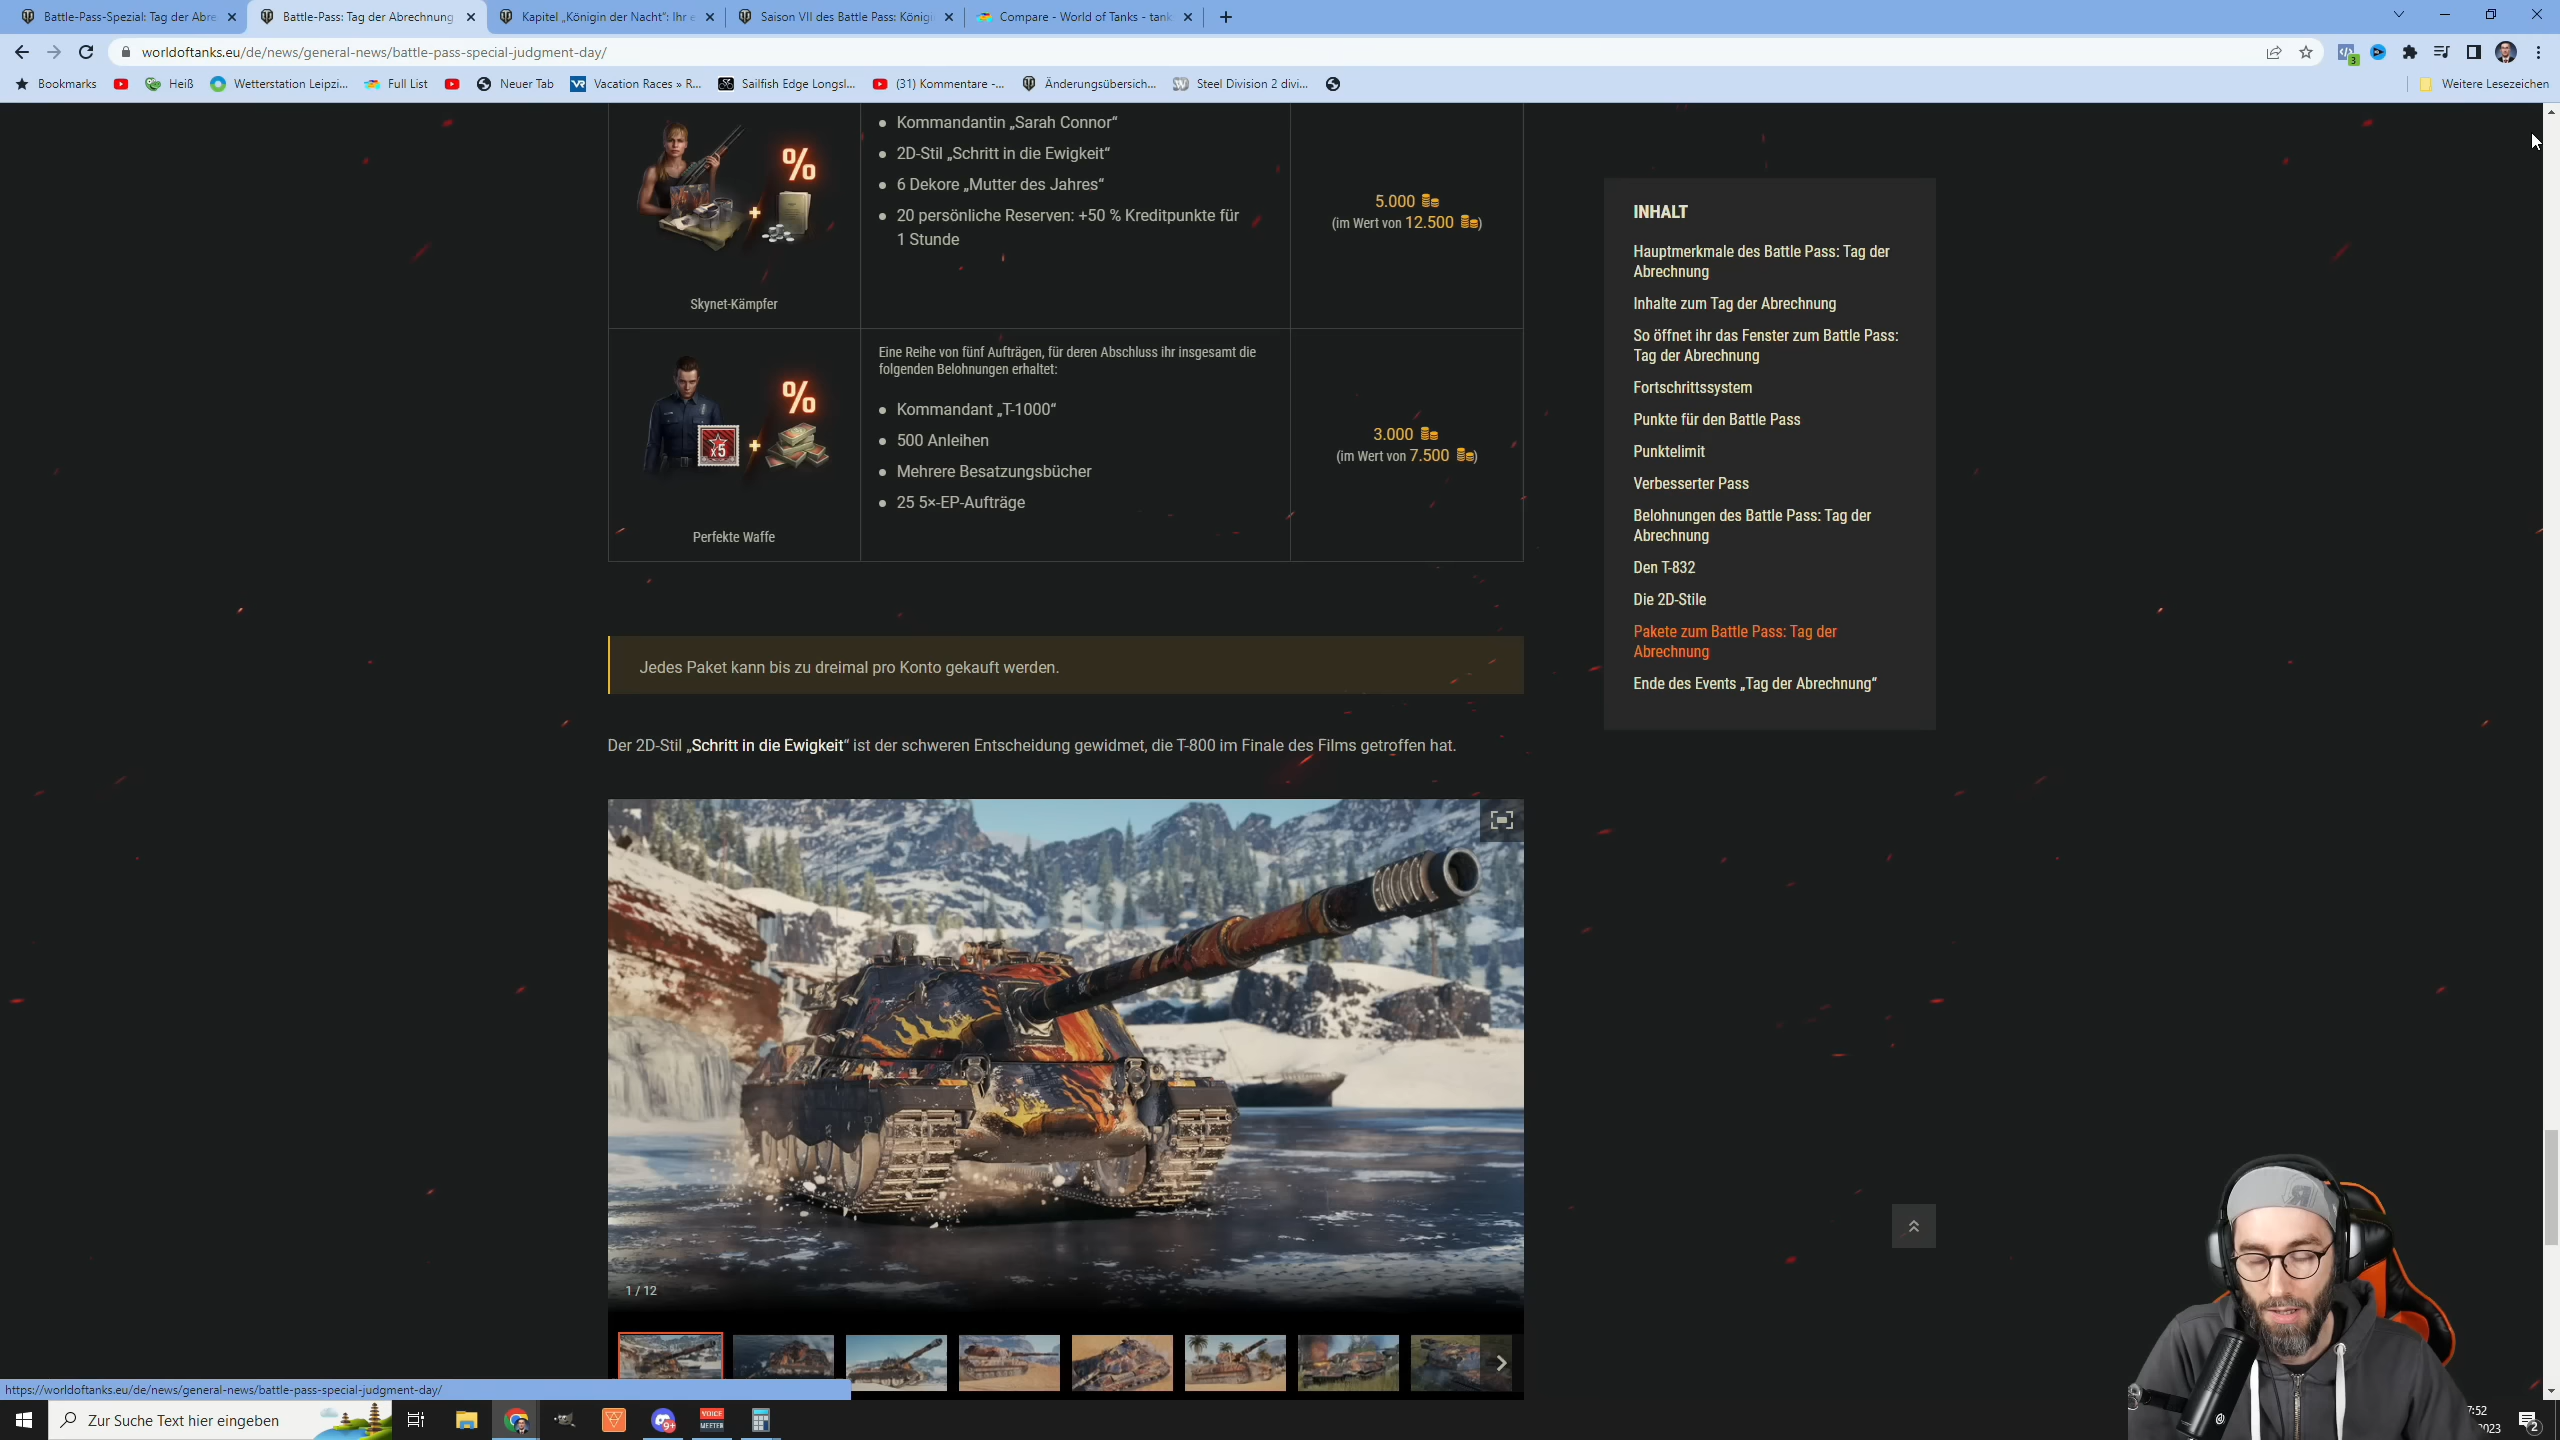 Battle-Pass-Spezial: Tag der Abre
Battle-Pass: Tag der Abrechnung
Kapitel „Königin der Nacht“: Ihr e
Saison VII des Battle Pass: Königi
Compare - World of Tanks - tank
worldoftanks.eu/de/news/general-news/battle-pass-special-judgment-day/
3
Bookmarks
Heiß
Wetterstation Leipzi...
Full List
Neuer Tab
VR
Vacation Races » R...
Sailfish Edge Longsl...
(31) Kommentare -...
Änderungsübersich...
Steel Division 2 divi...
Weitere Lesezeichen
%
+
Skynet-Kämpfer
Kommandantin „Sarah Connor“
2D-Stil „Schritt in die Ewigkeit“
6 Dekore „Mutter des Jahres“
20 persönliche Reserven: +50 % Kreditpunkte für
1 Stunde
5.000
(im Wert von 12.500 )
%
x5
+
Perfekte Waffe
Eine Reihe von fünf Aufträgen, für deren Abschluss ihr insgesamt die
folgenden Belohnungen erhaltet:
Kommandant „T-1000“
500 Anleihen
Mehrere Besatzungsbücher
25 5×-EP-Aufträge
3.000
(im Wert von 7.500 )
Jedes Paket kann bis zu dreimal pro Konto gekauft werden.
Der 2D-Stil „Schritt in die Ewigkeit“ ist der schweren Entscheidung gewidmet, die T-800 im Finale des Films getroffen hat.
1 / 12
INHALT
Hauptmerkmale des Battle Pass: Tag der
Abrechnung
Inhalte zum Tag der Abrechnung
So öffnet ihr das Fenster zum Battle Pass:
Tag der Abrechnung
Fortschrittssystem
Punkte für den Battle Pass
Punktelimit
Verbesserter Pass
Belohnungen des Battle Pass: Tag der
Abrechnung
Den T-832
Die 2D-Stile
Pakete zum Battle Pass: Tag der
Abrechnung
Ende des Events „Tag der Abrechnung“
https://worldoftanks.eu/de/news/general-news/battle-pass-special-judgment-day/
Zur Suche Text hier eingeben
9+
VOICE
MEETER
7:52
023
2